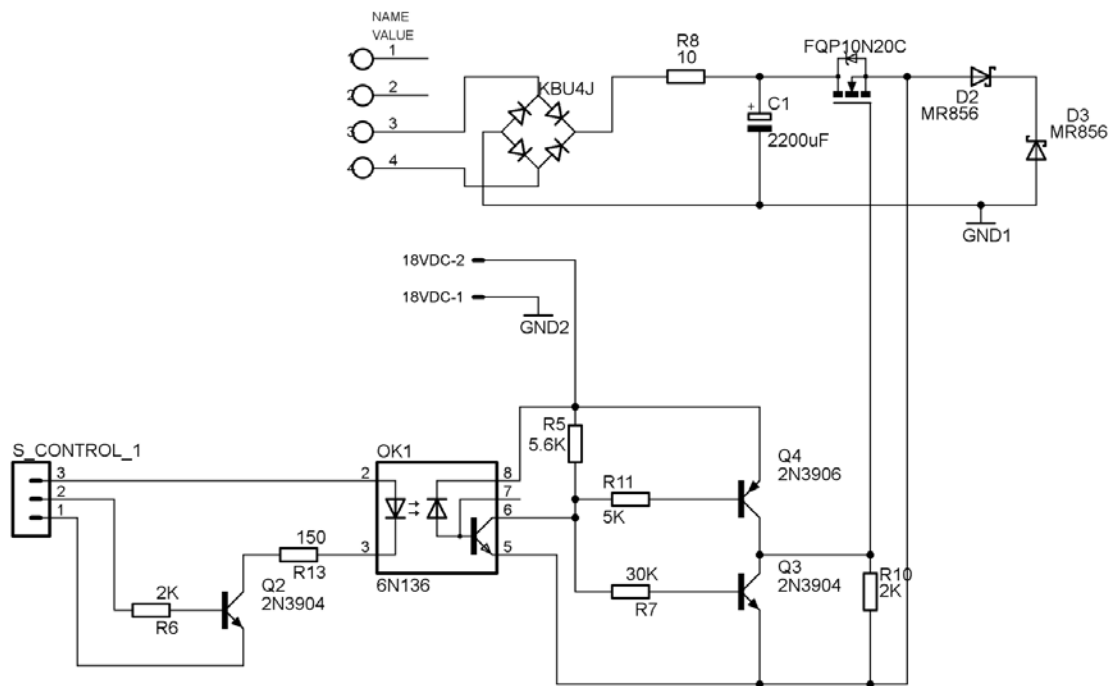 NAME
VALUE
1 1
2 2
3 3
4 4
KBU4J
R8
10
C1
+
2200uF
FQP10N20C
D2
MR856
D3
MR856
GND1
18VDC-2
18VDC-1
GND2
S_CONTROL_1
3
2
1
2K
R6
Q2
2N3904
150
R13
OK1
2
3
8
7
6
5
6N136
R5
5.6K
R11
5K
30K
R7
Q4
2N3906
Q3
2N3904
R10
2K